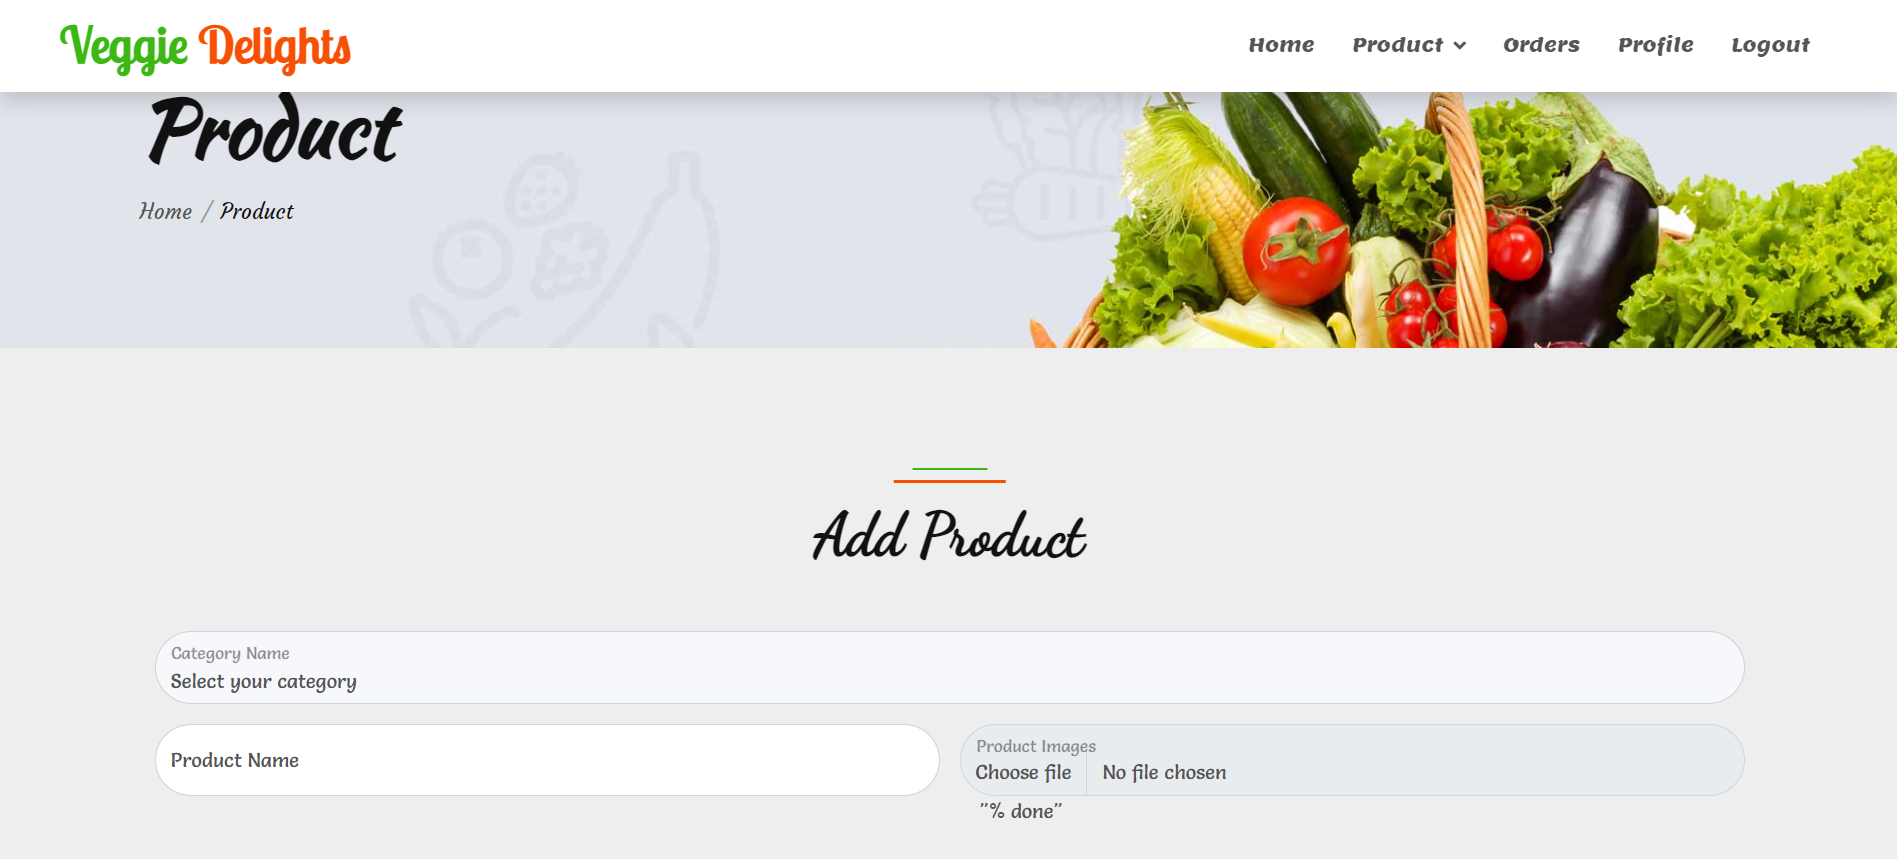 Veggie Delights
Home Product Orders Profile Logout
Product
Home / Product
Add Product
Category Name
Select your category
Product Name
Product Images
Choose file No file chosen
"% done"